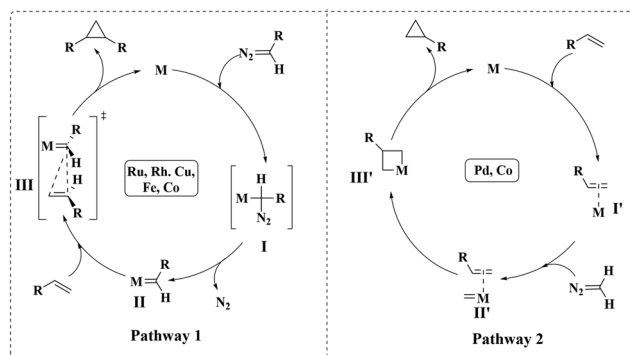 R
R
M
N₂
R
H
R
‡
M
R
H
H
R
III
Ru, Rh. Cu,
Fe, Co
H
M
R
N₂
I
R
M
R
H
II
N₂
Pathway 1
R
M
R
R
M
III'
Pd, Co
R
M
I'
R
M
II'
N₂
H
H
Pathway 2